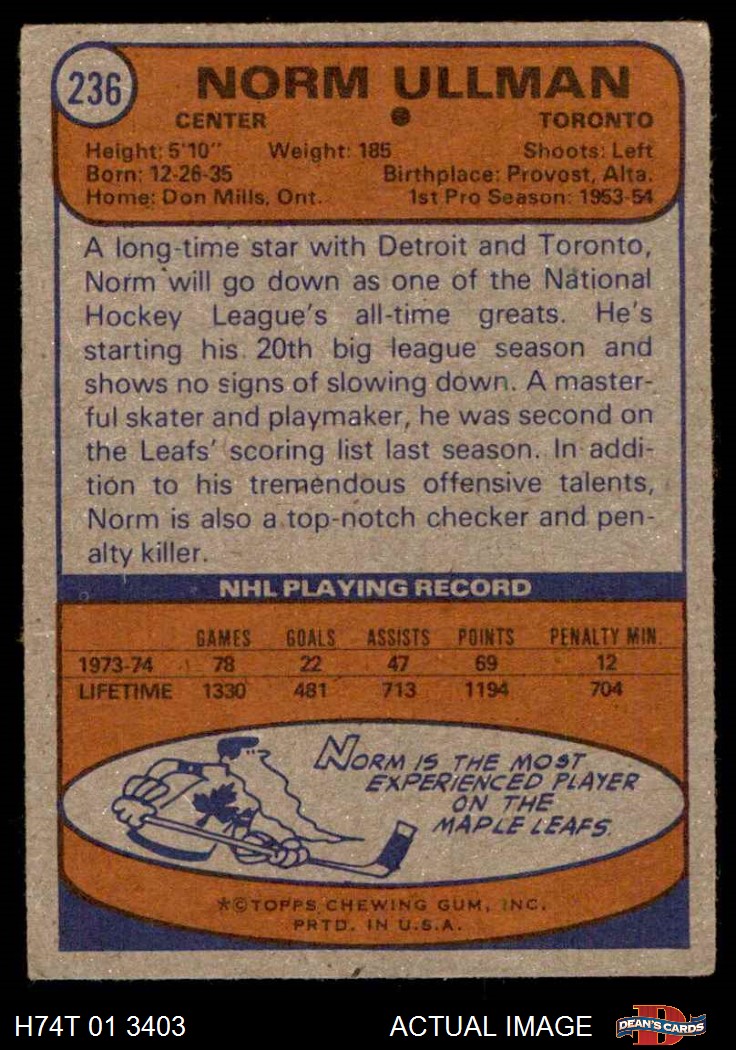 236
NORM ULLMAN
CENTER ● TORONTO
Height: 5'10" Weight: 185 Shoots: Left
Born: 12-26-35 Birthplace: Provost, Alta.
Home: Don Mills, Ont. 1st Pro Season: 1953-54
A long-time star with Detroit and Toronto,
Norm will go down as one of the National
Hockey League's all-time greats. He's
starting his 20th big league season and
shows no signs of slowing down. A master-
ful skater and playmaker, he was second on
the Leafs' scoring list last season. In addi-
tion to his tremendous offensive talents,
Norm is also a top-notch checker and pen-
alty killer.
NHL PLAYING RECORD
GAMES GOALS ASSISTS POINTS PENALTY MIN.
1973-74 78 22 47 69 12
LIFETIME 1330 481 713 1194 704
NORM IS THE MOST
EXPERIENCED PLAYER
ON THE
MAPLE LEAFS.
*©TOPPS CHEWING GUM, INC.
PRTD. IN U.S.A.
H74T 01 3403 ACTUAL IMAGE D DEAN'S CARDS